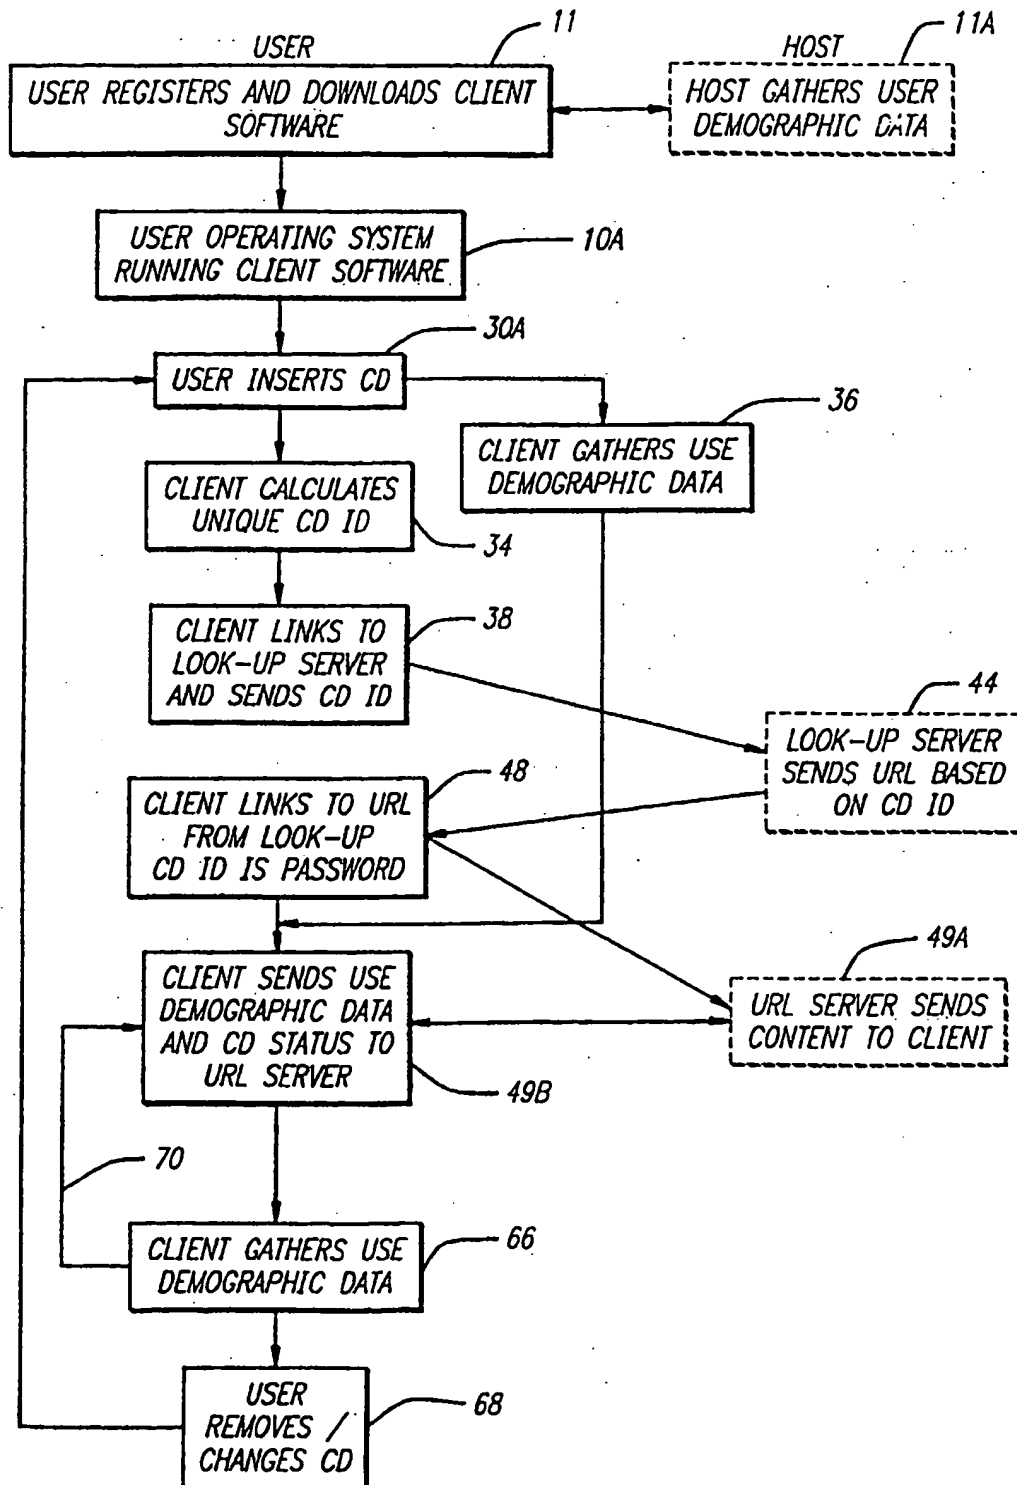 USER
11
HOST
11A
USER REGISTERS AND DOWNLOADS CLIENT
SOFTWARE
HOST GATHERS USER
DEMOGRAPHIC DATA
USER OPERATING SYSTEM
RUNNING CLIENT SOFTWARE
10A
30A
USER INSERTS CD
36
CLIENT GATHERS USE
DEMOGRAPHIC DATA
CLIENT CALCULATES
UNIQUE CD ID
34
CLIENT LINKS TO
LOOK-UP SERVER
AND SENDS CD ID
38
44
LOOK-UP SERVER
SENDS URL BASED
ON CD ID
48
CLIENT LINKS TO URL
FROM LOOK-UP
CD ID IS PASSWORD
49A
URL SERVER SENDS
CONTENT TO CLIENT
CLIENT SENDS USE
DEMOGRAPHIC DATA
AND CD STATUS TO
URL SERVER
49B
70
CLIENT GATHERS USE
DEMOGRAPHIC DATA
66
USER
REMOVES /
CHANGES CD
68